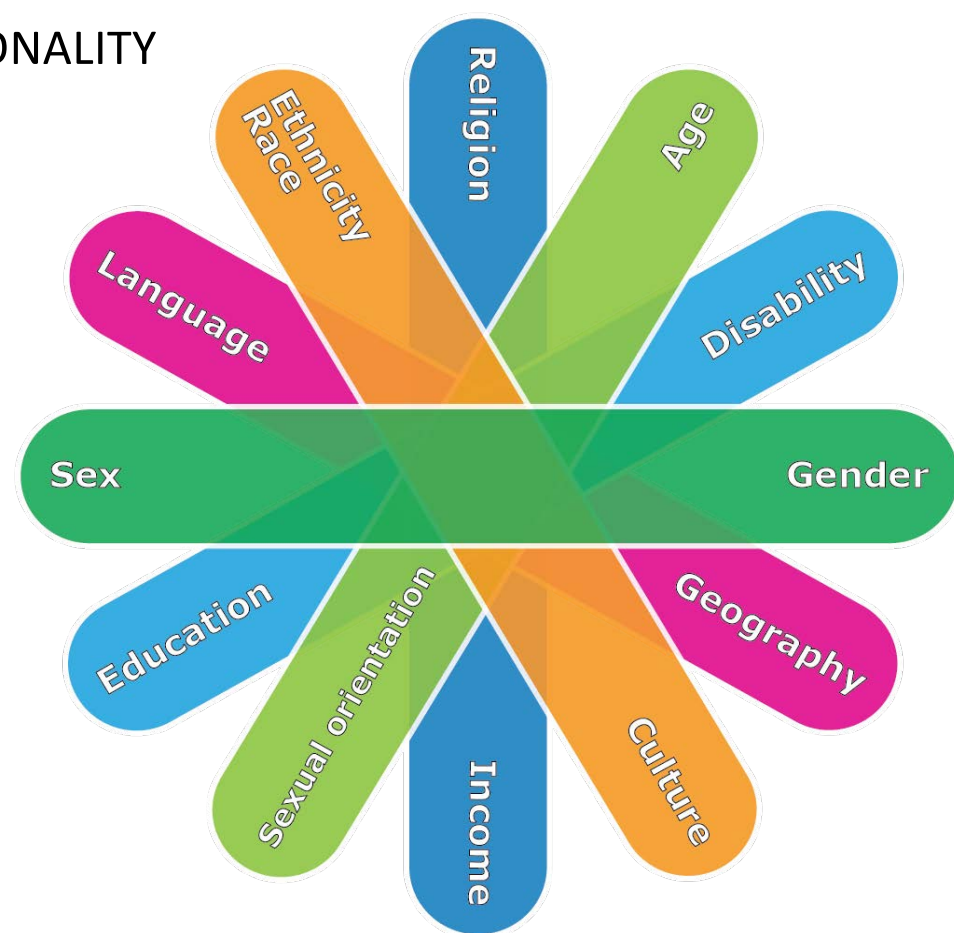 ONALITY
Religion
Age
Ethnicity
Race
Disability
Language
Sex
Gender
Education
Geography
Sexual orientation
Culture
Income